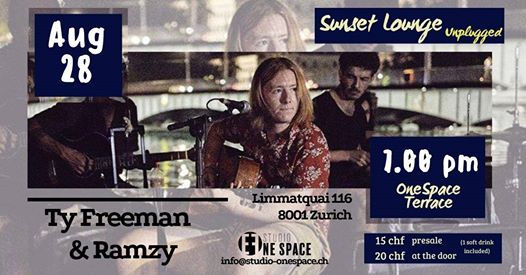 Aug
28
Sunset Lounge Unplugged
7.00 pm
OneSpace
Terrace
Ty Freeman
& Ramzy
Limmatquai 116
8001 Zurich
STUDIO
ONE SPACE
info@studio-onespace.ch
15 chf presale (1 soft drink included)
20 chf at the door